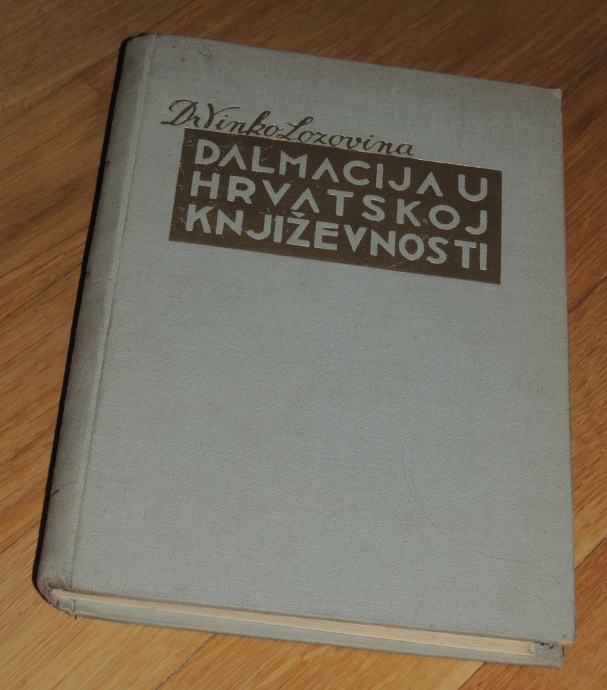 Dr Vinko Lozovina
DALMACIJA U
HRVATSKOJ
KNJIŽEVNOSTI